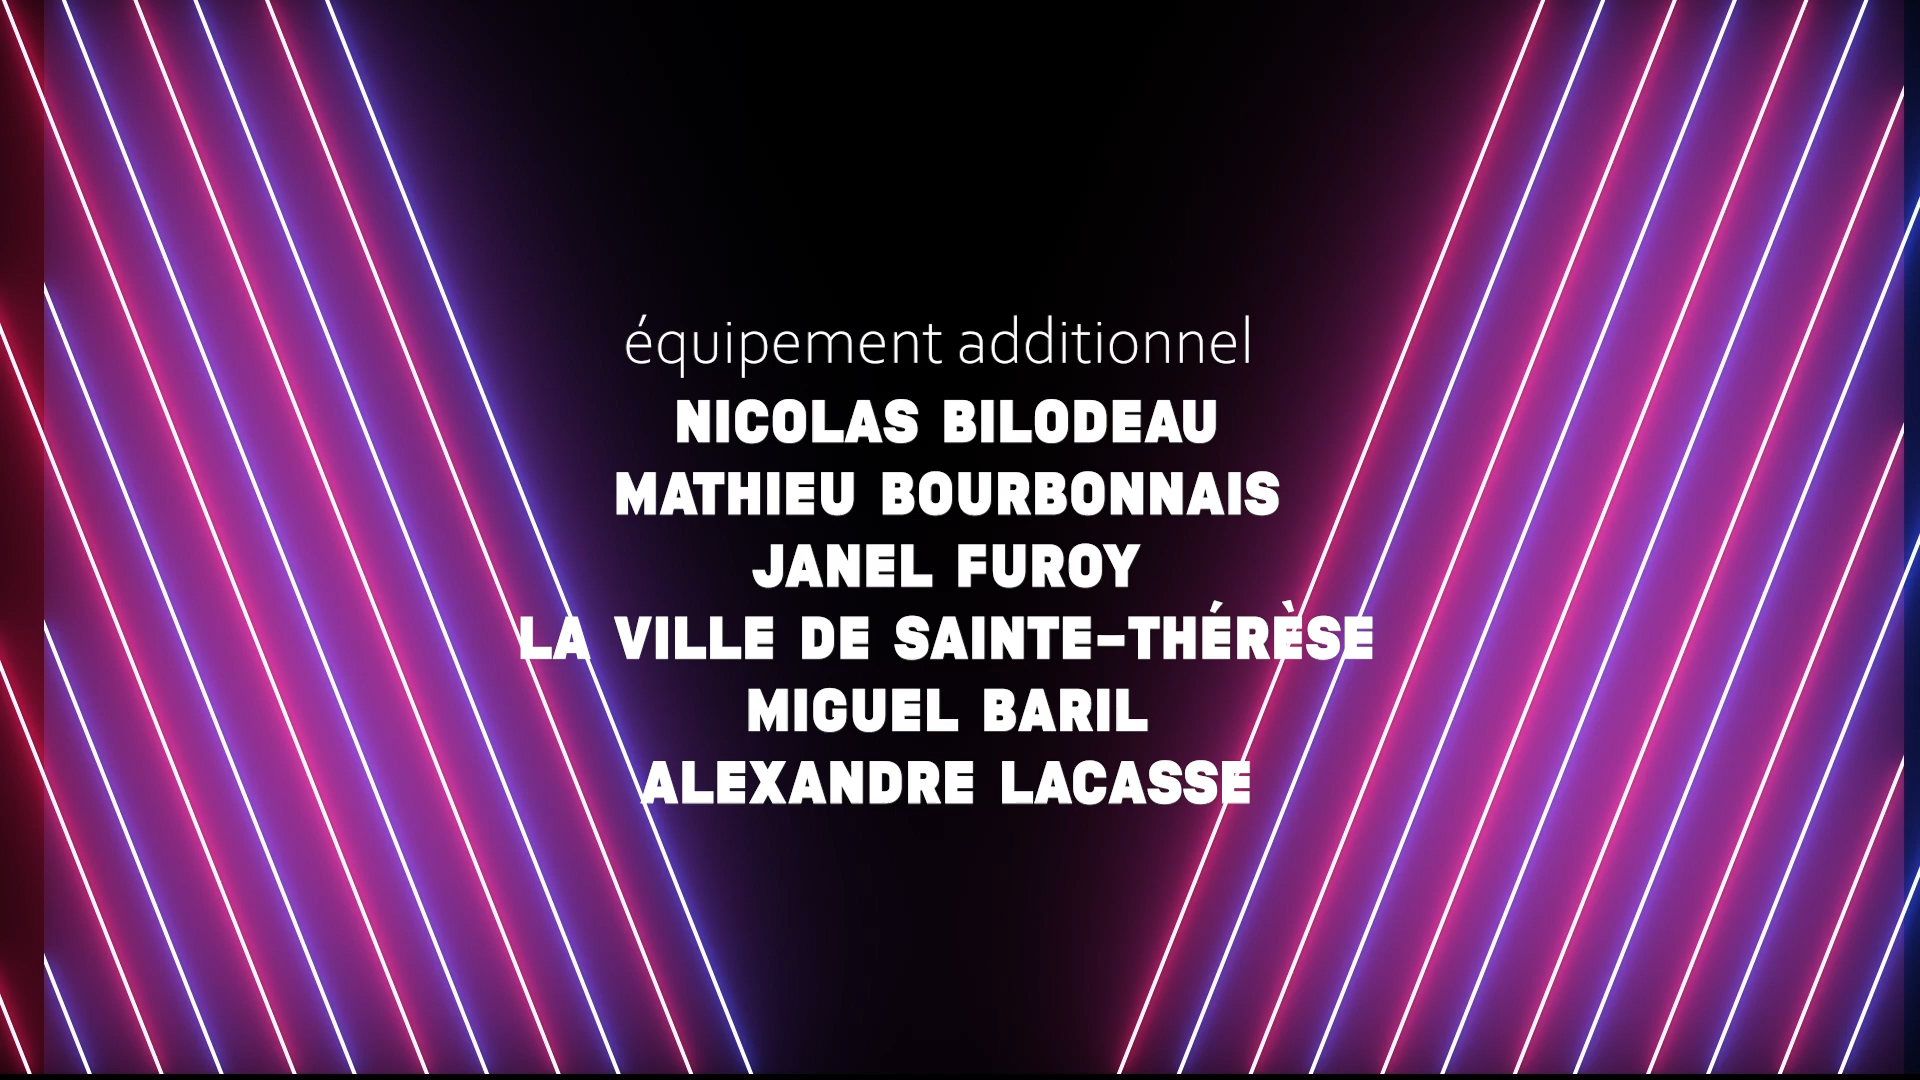 équipement additionnel
NICOLAS BILODEAU
MATHIEU BOURBONNAIS
JANEL FUROY
LA VILLE DE SAINTE-THÉRÈSE
MIGUEL BARIL
ALEXANDRE LACASSE